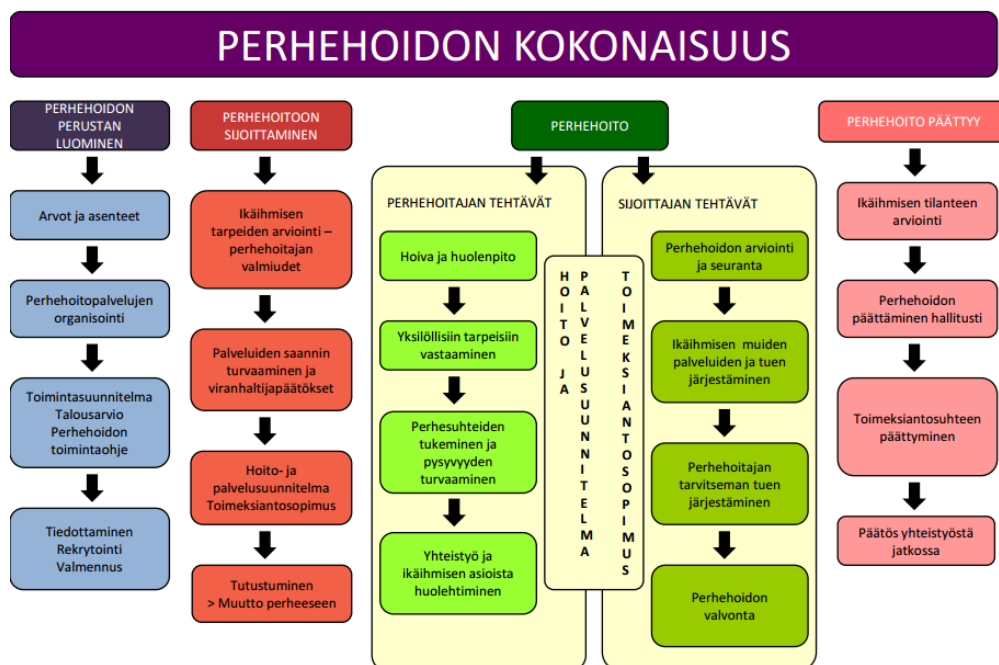 PERHEHOIDON KOKONAISUUS
PERHEHOIDON
PERUSTAN
LUOMINEN
Arvot ja asenteet
Perhehoitopalvelujen
organisointi
Toimintasuunnitelma
Talousarvio
Perhehoidon
toimintaohje
Tiedottaminen
Rekrytointi
Valmennus
PERHEHOITOON
SIJOITTAMINEN
Ikäihmisen
tarpeiden arviointi –
perhehoitajan
valmiudet
Palveluiden saannin
turvaaminen ja
viranhaltijapäätökset
Hoito- ja
palvelusuunnitelma
Toimeksiantosopimus
Tutustuminen
> Muutto perheeseen
PERHEHOITO
PERHEHOITAJAN TEHTÄVÄT
Hoiva ja huolenpito
Yksilöllisiin tarpeisiin
vastaaminen
Perhesuhteiden
tukeminen ja
pysyvyyden
turvaaminen
Yhteistyö ja
ikäihmisen asioista
huolehtiminen
HOITO JA
PALVELUSUUNNITELMA
TOIMEKSIANTOSOPIMUS
SIJOITTAJAN TEHTÄVÄT
Perhehoidon arviointi
ja seuranta
Ikäihmisen muiden
palveluiden ja tuen
järjestäminen
Perhehoitajan
tarvitseman tuen
järjestäminen
Perhehoidon
valvonta
PERHEHOITO PÄÄTTYY
Ikäihmisen tilanteen
arviointi
Perhehoidon
päättäminen hallitusti
Toimeksiantosuhteen
päättyminen
Päätös yhteistyöstä
jatkossa